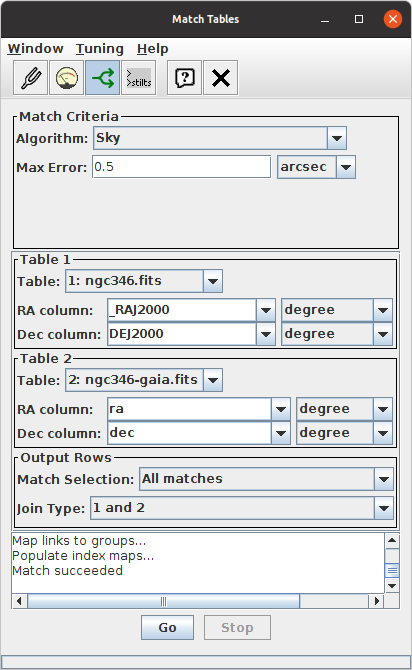 Match Tables
Window Tuning Help
>stilts
Match Criteria
Algorithm: Sky
Max Error: 0.5 arcsec
Table 1
Table: 1: ngc346.fits
RA column: _RAJ2000 degree
Dec column: DEJ2000 degree
Table 2
Table: 2: ngc346-gaia.fits
RA column: ra degree
Dec column: dec degree
Output Rows
Match Selection: All matches
Join Type: 1 and 2
Map links to groups...
Populate index maps...
Match succeeded
Go Stop